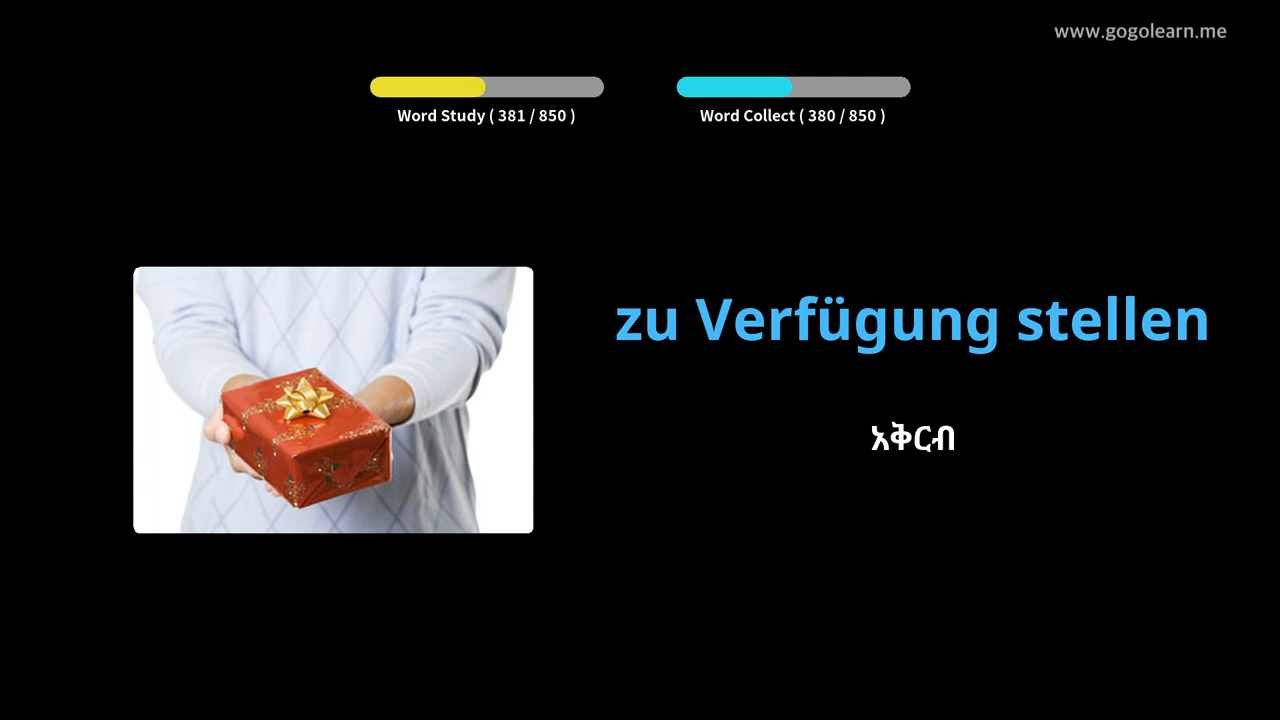 www.gogolearn.me
Word Study ( 381 / 850 )
Word Collect ( 380 / 850 )
zu Verfügung stellen
አቅርብ